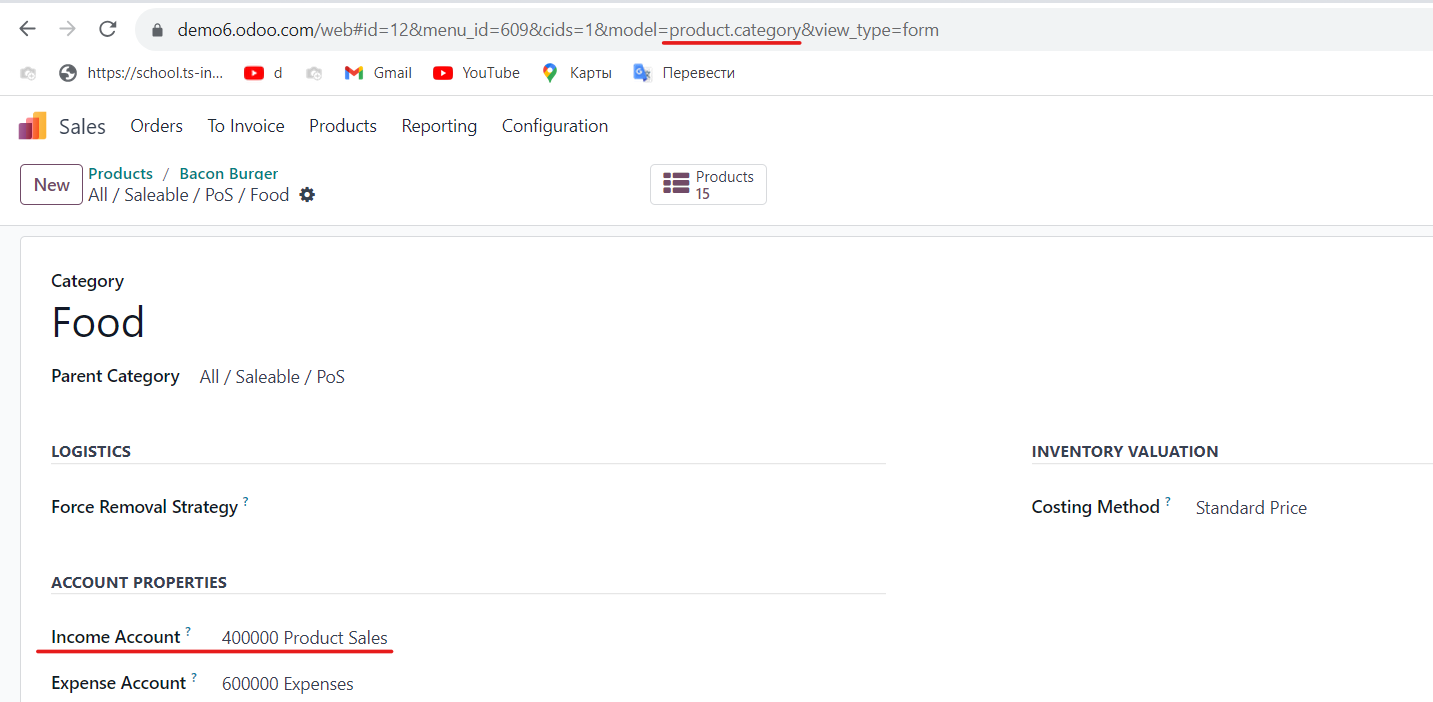 demo6.odoo.com/web#id=12&menu_id=609&cids=1&model=product.category&view_type=form
https://school.ts-in... d Gmail YouTube Карты Перевести
Sales Orders To Invoice Products Reporting Configuration
New
Products / Bacon Burger
All / Saleable / PoS / Food
Products
15
Category
Food
Parent Category All / Saleable / PoS
LOGISTICS
INVENTORY VALUATION
Force Removal Strategy ?
Costing Method ? Standard Price
ACCOUNT PROPERTIES
Income Account ? 400000 Product Sales
Expense Account ? 600000 Expenses